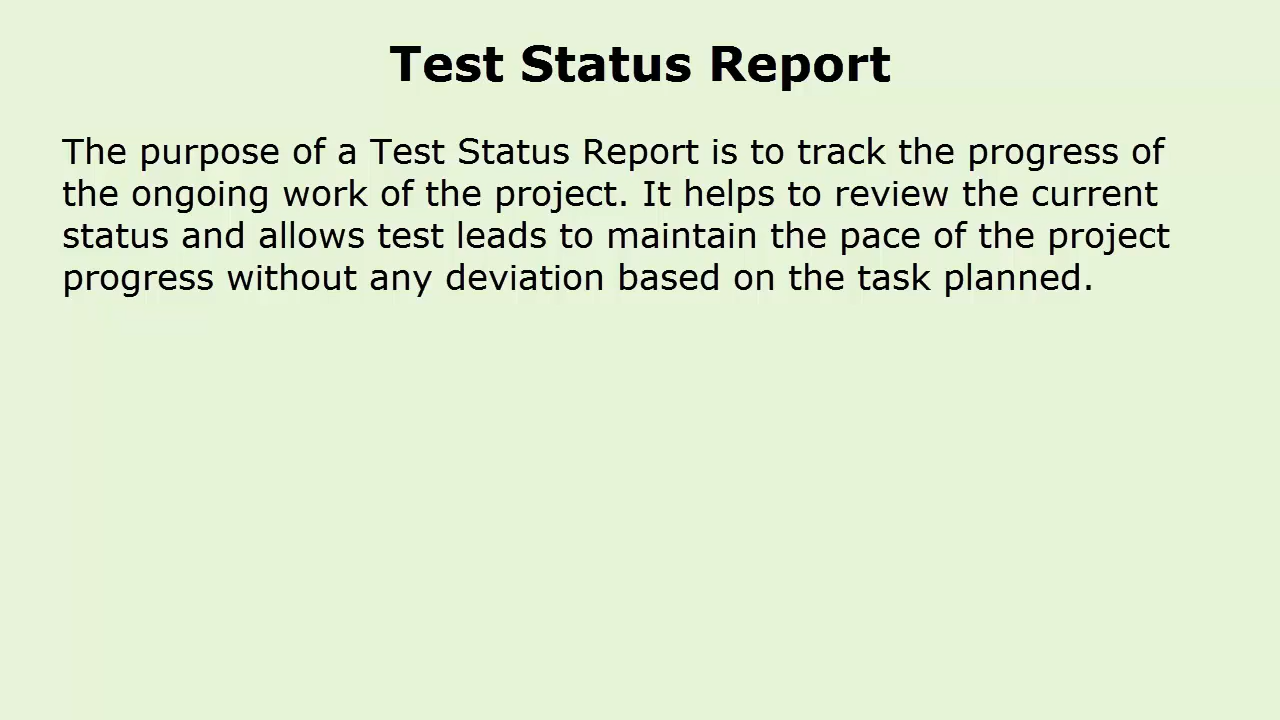 Test Status Report
The purpose of a Test Status Report is to track the progress of
the ongoing work of the project. It helps to review the current
status and allows test leads to maintain the pace of the project
progress without any deviation based on the task planned.